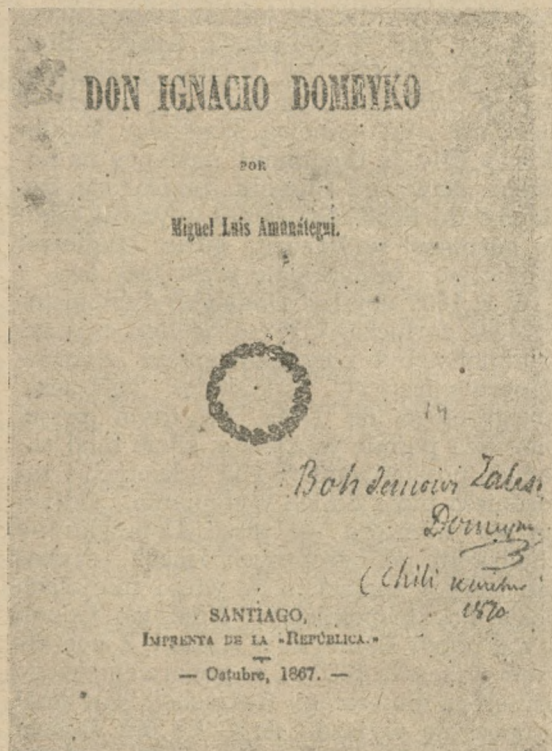 DON IGNACIO DOMEYKO
POR
Miguel Luis Amunátegui.
14
Bohdanowi Zales
Domeyko
(Chili
1870
SANTIAGO,
IMPRENTA DE LA «REPÚBLICA.»
— Octubre, 1867. —